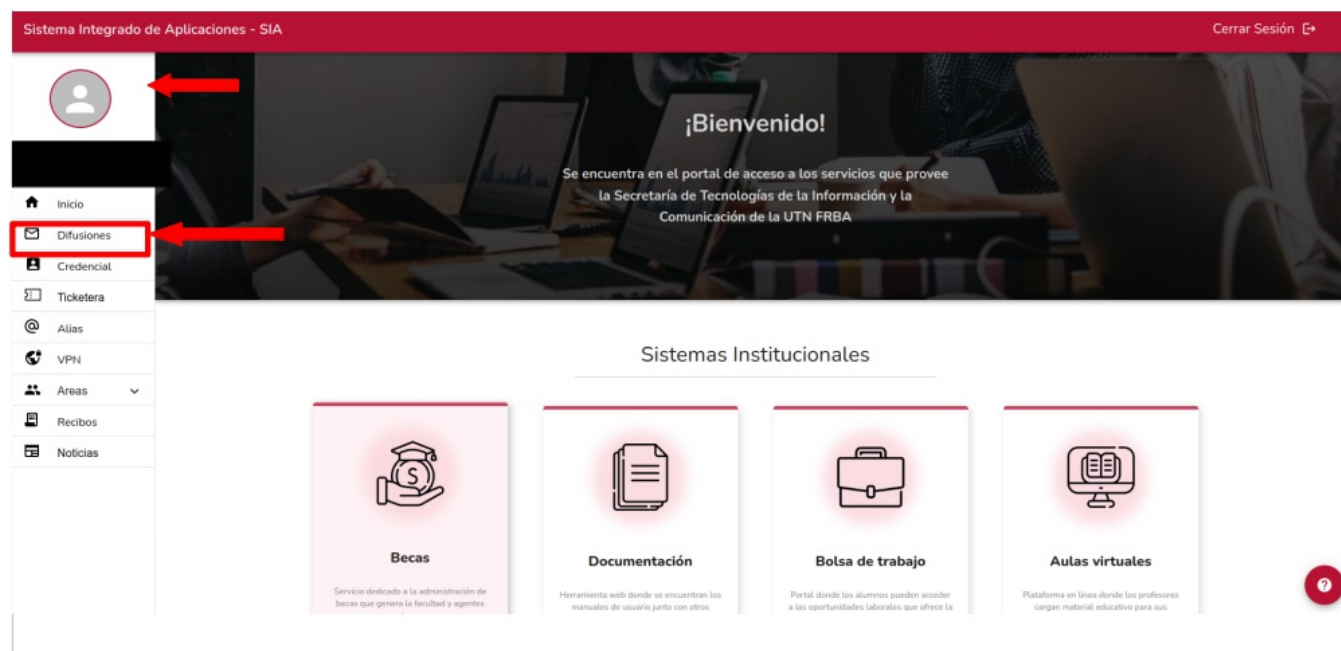 Sistema Integrado de Aplicaciones - SIA
Cerrar Sesión
¡Bienvenido!
Se encuentra en el portal de acceso a los servicios que provee
la Secretaría de Tecnologías de la Información y la
Comunicación de la UTN FRBA
Inicio
Difusiones
Credencial
Ticketera
Alias
VPN
Areas
Recibos
Noticias
Sistemas Institucionales
Becas
Servicio dedicado a la administración de
becas que genera la facultad y agentes
Documentación
Herramienta web donde se encuentran los
manuales de usuario junto con otros
Bolsa de trabajo
Portal donde los alumnos pueden acceder
a las oportunidades laborales que ofrece la
Aulas virtuales
Plataforma en línea donde los profesores
cargan material educativo para sus